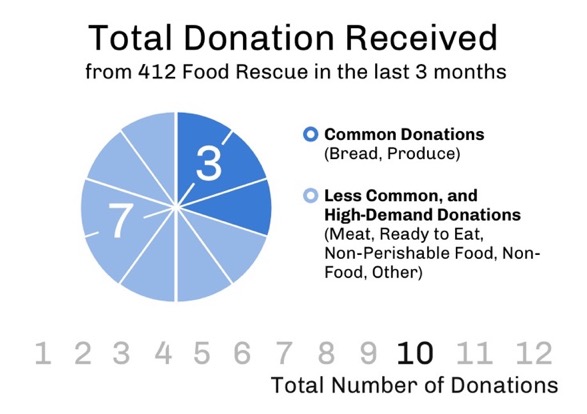 Total Donation Received
from 412 Food Rescue in the last 3 months
3
7
Common Donations
(Bread, Produce)
Less Common, and
High-Demand Donations
(Meat, Ready to Eat,
Non-Perishable Food, Non-
Food, Other)
1 2 3 4 5 6 7 8 9 10 11 12
Total Number of Donations